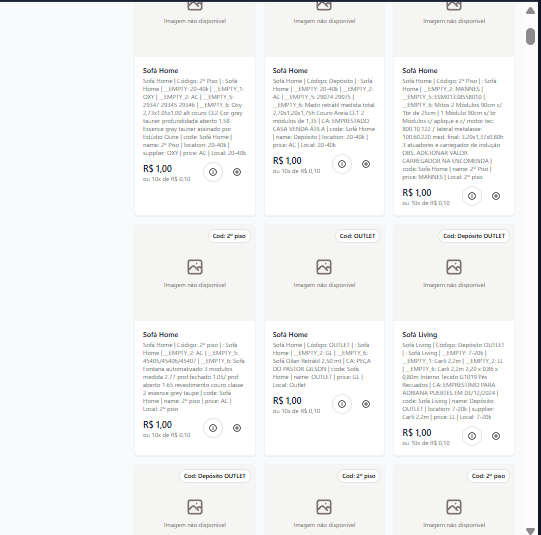 Imagem não disponível
Imagem não disponível
Imagem não disponível
Sofá Home
Sofá Home | Código: 2º Piso | : Sofá
Home | __EMPTY: 20-40k | __EMPTY_1:
OXY | __EMPTY_2: AC | __EMPTY_5:
29347 29345 29346 | __EMPTY_6: Oxy
2,73x1.05x1.00 alt couro CL2 Cor grey
taurier profundidade aberto 1.58
Essence grey taurier assinado por
Estúdio Oune | code: Sofá Home |
name: 2º Piso | location: 20-40k |
supplier: OXY | price: AC | Local: 20-40k
R$ 1,00
ou 10x de R$ 0,10
Sofá Home
Sofá Home | Código: Depósito | : Sofá
Home | __EMPTY: 20-40k | __EMPTY_2:
AC | __EMPTY_5: 29074 29075 |
__EMPTY_6: Madri retrátil medida total
2,70x1,20x1,15h Couro Areia CL1 2
módulos de 1,35 | CA: EMPRESTADO
CASA VENDA ATILA | code: Sofá
Home | name: Depósito | location: 20-40k
| price: AC | Local: 20-40k
R$ 1,00
ou 10x de R$ 0,10
Sofá Home
Sofá Home | Código: 2º Piso | : Sofá
Home | __EMPTY_2: MANNES |
__EMPTY_5: ESM013385S8010 |
__EMPTY_6: Mitos 2 Módulos 90cm c/
1br de 25cm | 1 Módulo 90cm s/ br
Módulos c/ aplique e c/ motor tec:
800.10.122 / lateral metalasse:
100.60.220 med. final: 3,20x1,37x0,80h
3 atuadores e carregador de indução
OBS. ADICIONAR VALOR
CARREGADOR NA ENCOMENDA |
code: Sofá Home | name: 2º Piso |
price: MANNES | Local: 2º piso
R$ 1,00
ou 10x de R$ 0,10
Cod: 2º piso
Imagem não disponível
Cod: OUTLET
Imagem não disponível
Cod: Depósito OUTLET
Imagem não disponível
Sofá Home
Sofá Home | Código: 2º piso | : Sofá
Home | __EMPTY_2: AC | __EMPTY_5:
45405/45406/45407 | __EMPTY_6: Sofá
Fontana automatizado 3 modulos
medida 2.77 prof.fechado 1.05/ prof
aberto 1.65 revestimento couro classe
2 essence grey taupe | code: Sofá
Home | name: 2º piso | price: AC |
Local: 2º piso
R$ 1,00
ou 10x de R$ 0,10
Sofá Home
Sofá Home | Código: OUTLET | : Sofá
Home | __EMPTY_2: GL | __EMPTY_6:
Sofá Dilan Retrátil 2,50 mt | CA: PEÇA
DO PASTOR GILSON | code: Sofá
Home | name: OUTLET | price: GL |
Local: Outlet
R$ 1,00
ou 10x de R$ 0,10
Sofá Living
Sofá Living | Código: Depósito OUTLET
| : Sofá Living | __EMPTY: 7-20k |
__EMPTY_1: Carli 2,2m | __EMPTY_2: LL
| __EMPTY_6: Carli 2,2m 2,20 x 0,86 x
0.80m Interno Tecido G1019 Pés
Recuados | CA: EMPRESTIMO PARA
ADRIANA PUERTES EM 03/12/2024 |
code: Sofá Living | name: Depósito
OUTLET | location: 7-20k | supplier:
Carli 2,2m | price: LL | Local: 7-20k
R$ 1,00
ou 10x de R$ 0,10
Cod: Depósito OUTLET
Imagem não disponível
Cod: 2º piso
Imagem não disponível
Cod: 2º piso
Imagem não disponível